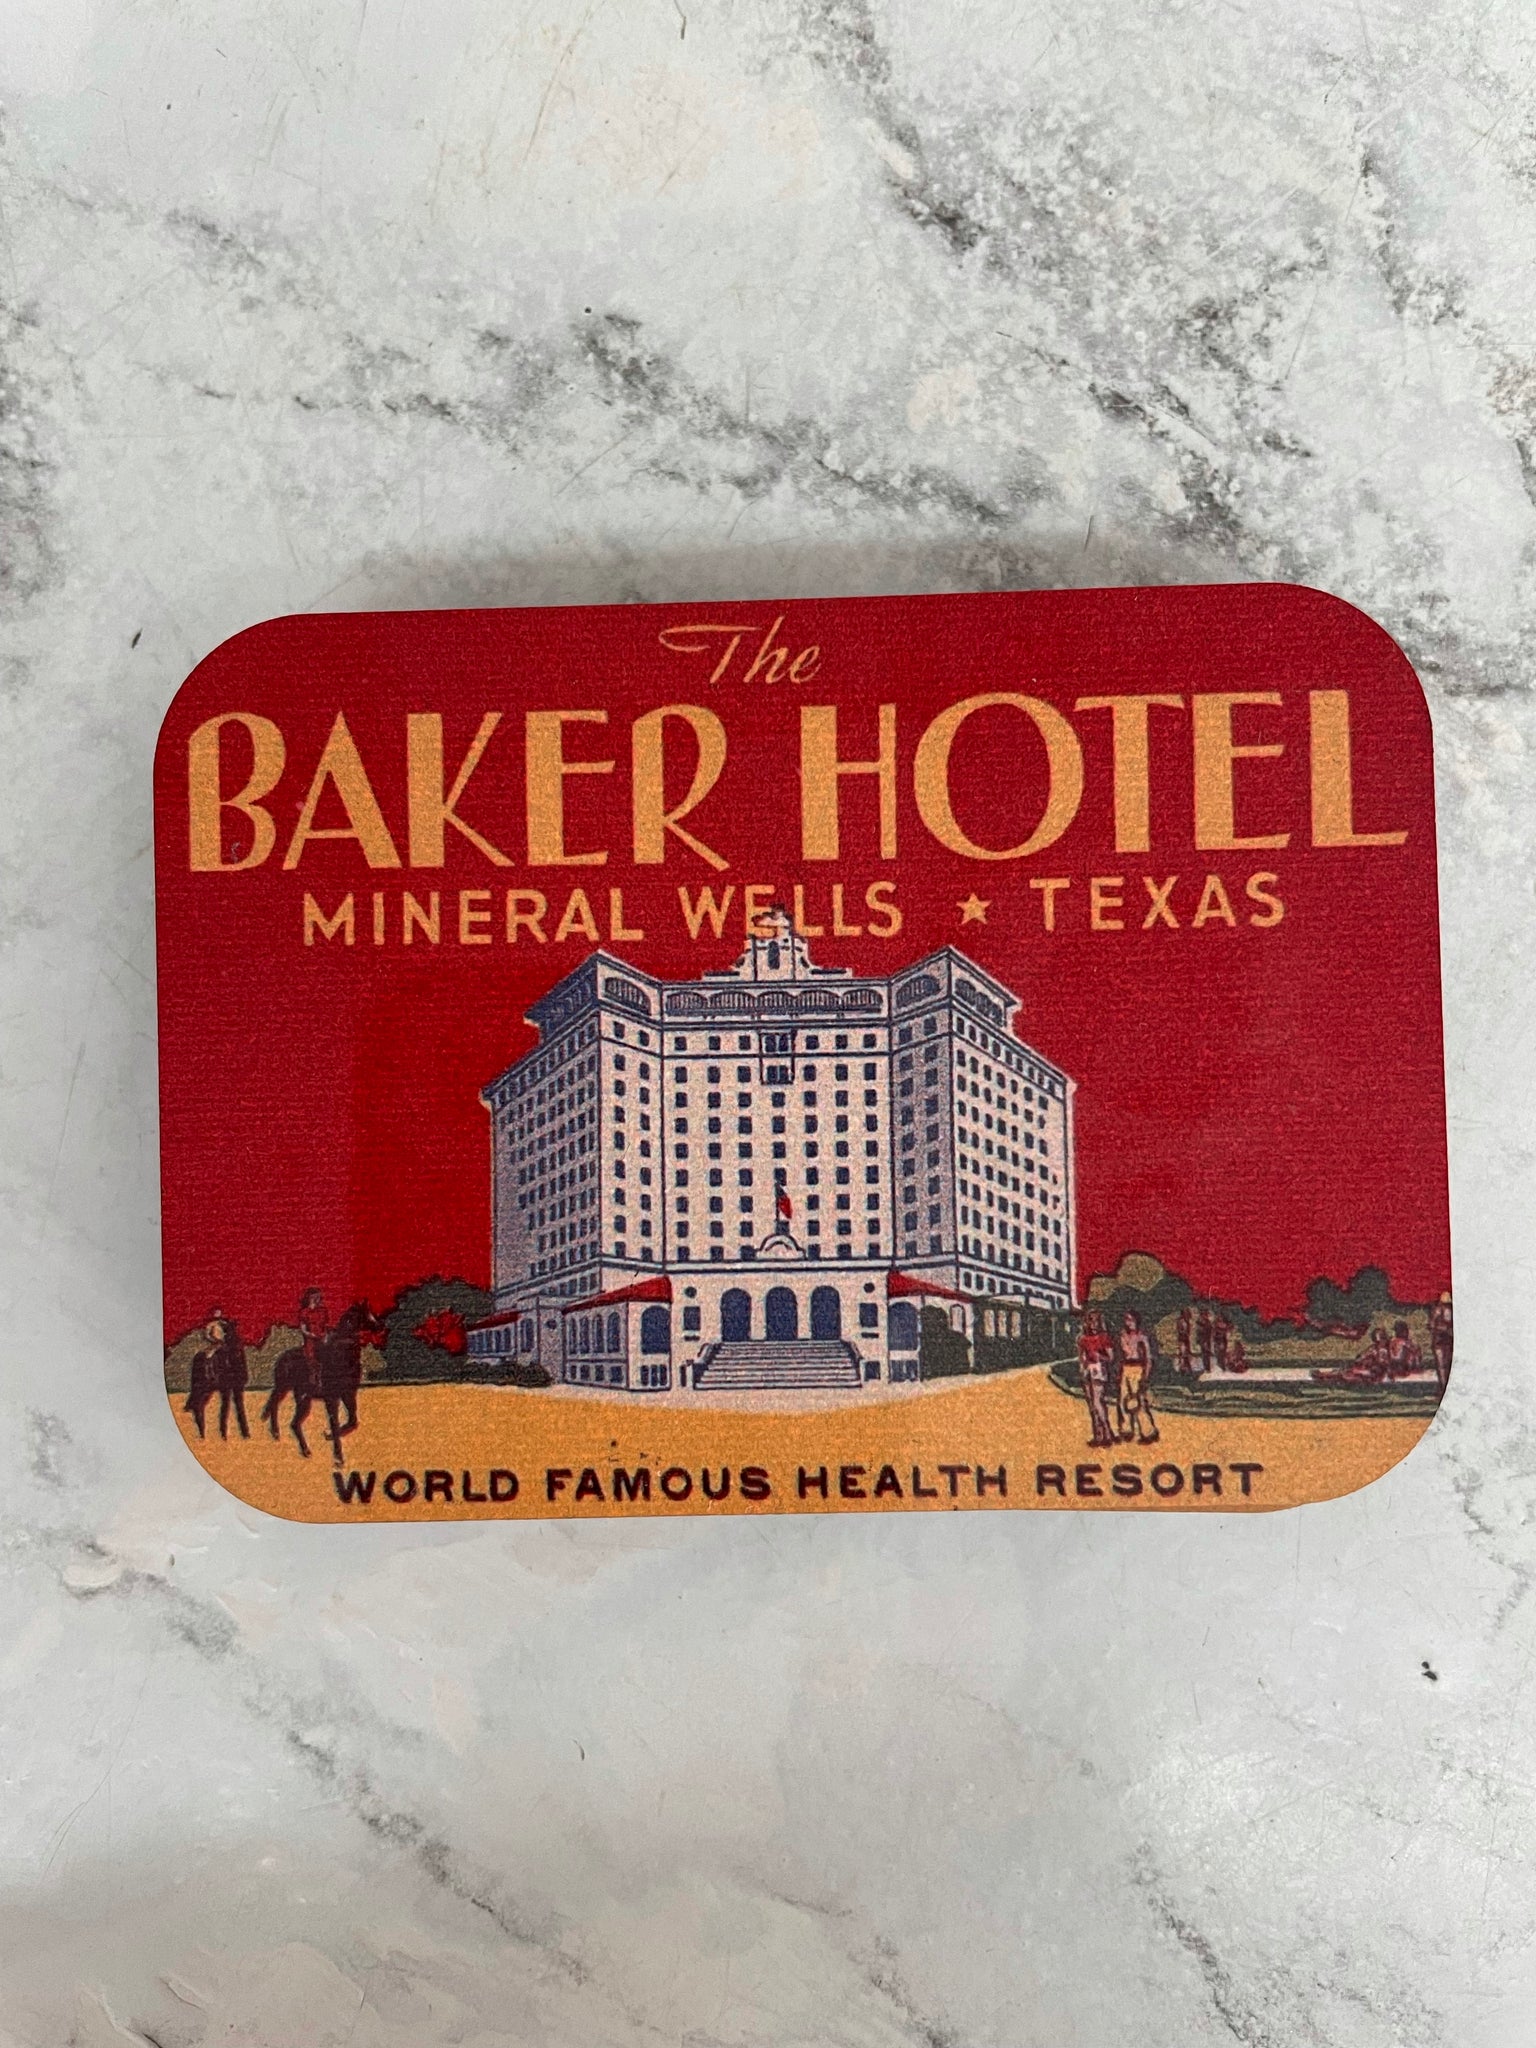 The
BAKER HOTEL
MINERAL WELLS ★ TEXAS
WORLD FAMOUS HEALTH RESORT